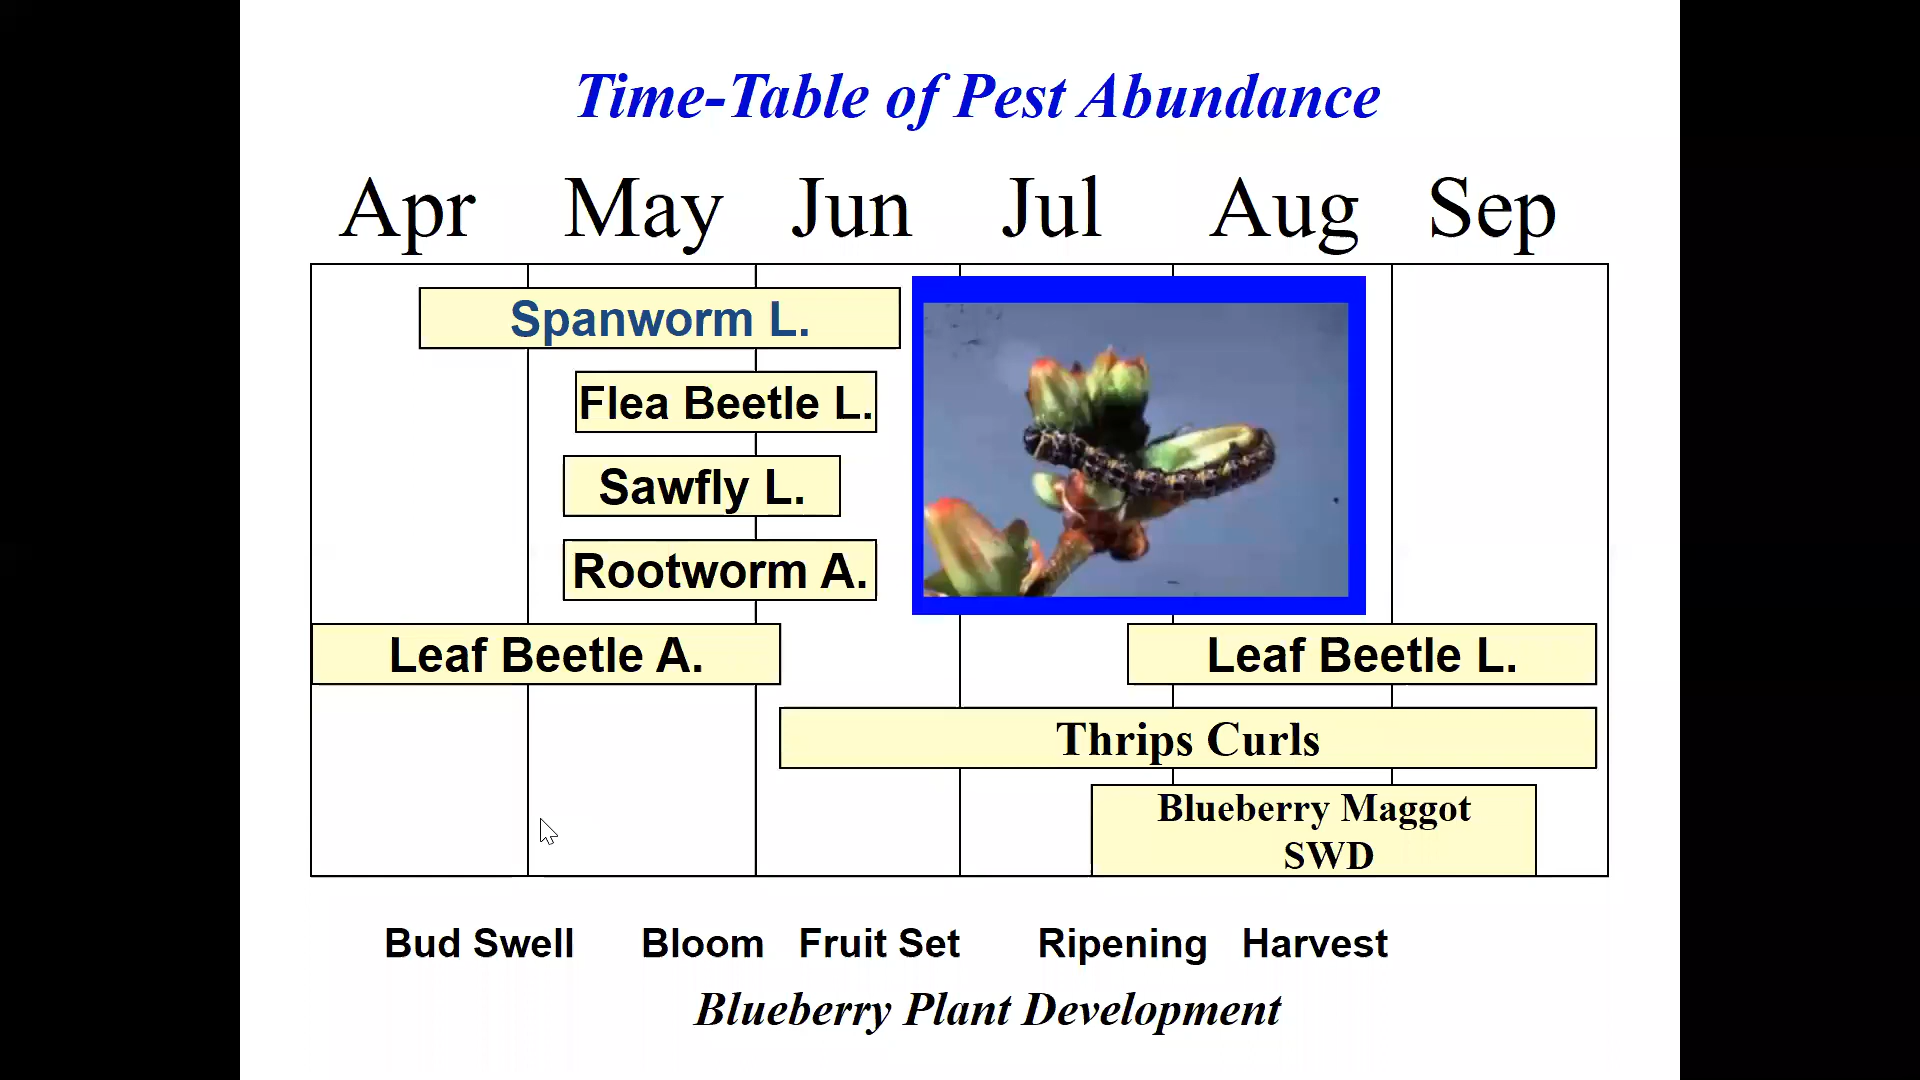 Time-Table of Pest Abundance
Apr May Jun Jul Aug Sep
Spanworm L.
Flea Beetle L.
Sawfly L.
Rootworm A.
Leaf Beetle A. Leaf Beetle L.
Thrips Curls
Blueberry Maggot
SWD
Bud Swell Bloom Fruit Set Ripening Harvest
Blueberry Plant Development